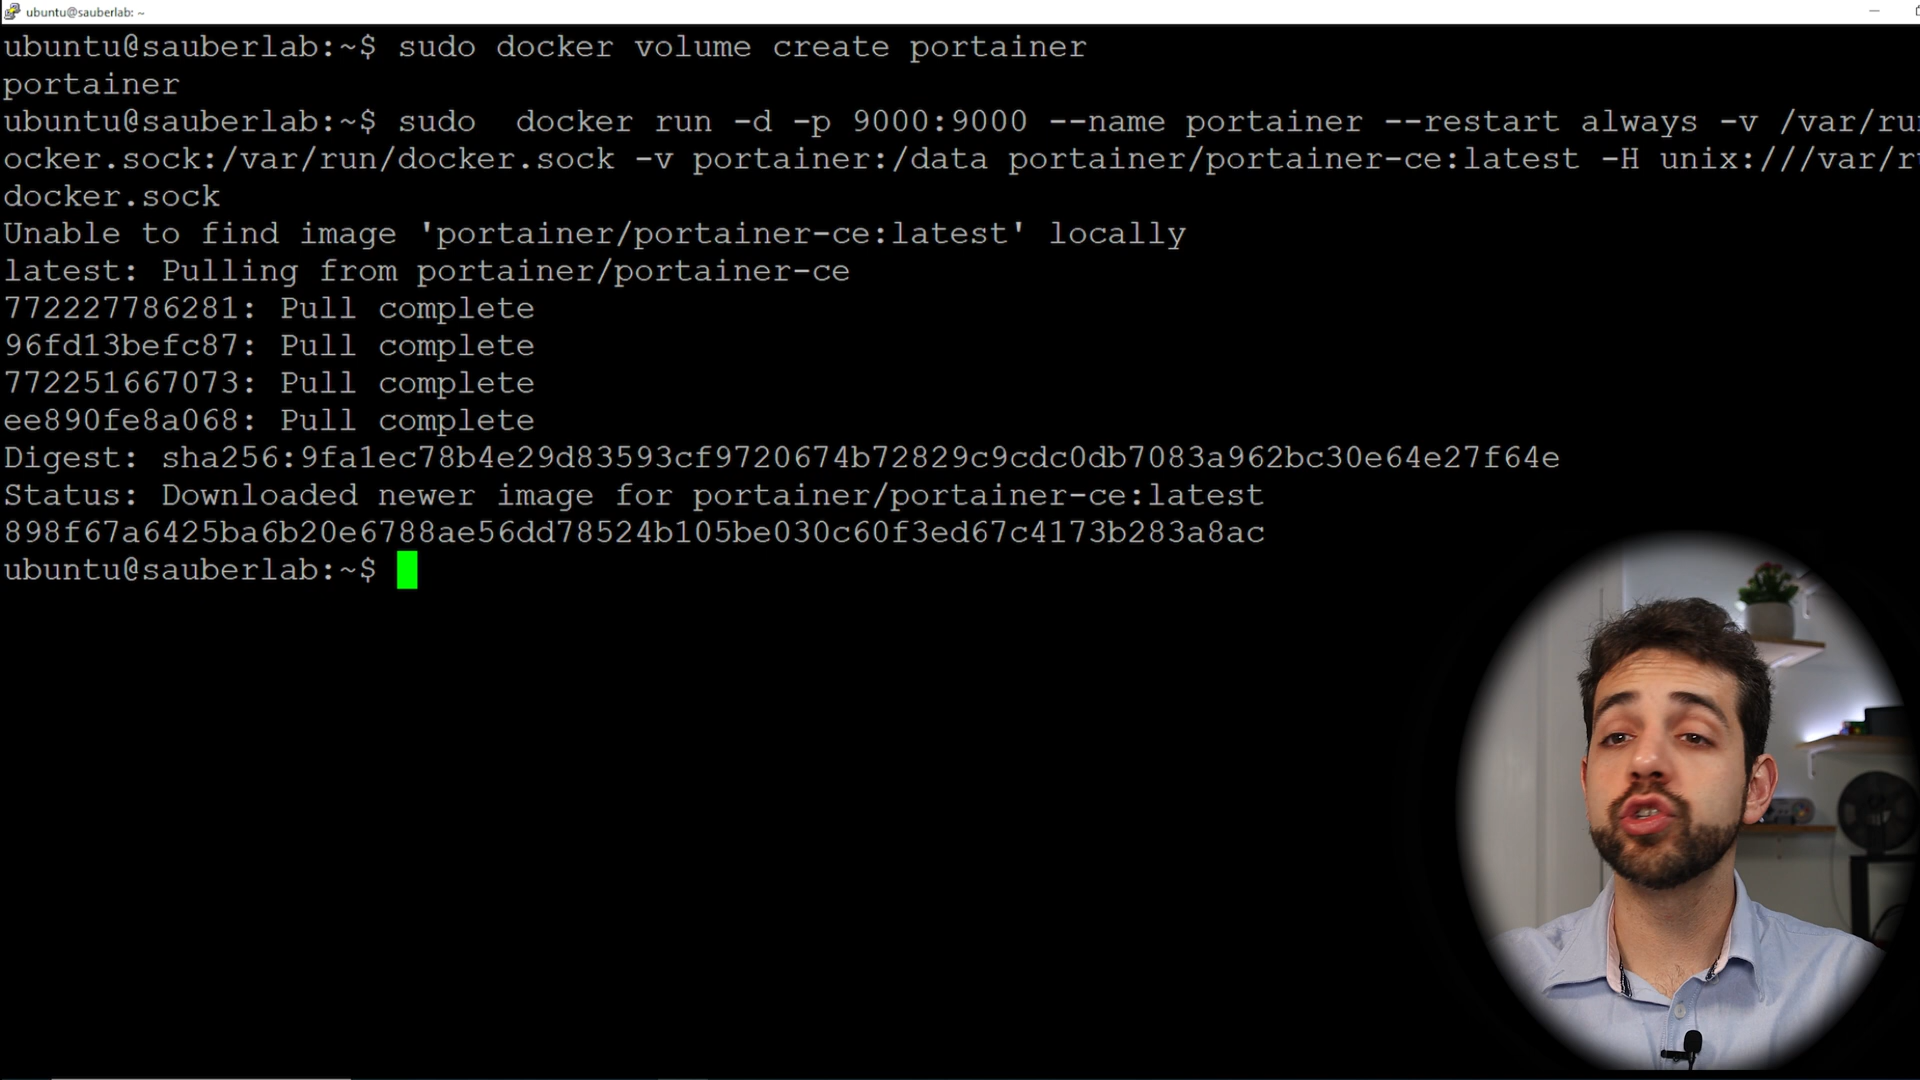 ubuntu@sauberlab: ~
ubuntu@sauberlab:~$ sudo docker volume create portainer
portainer
ubuntu@sauberlab:~$ sudo  docker run -d -p 9000:9000 --name portainer --restart always -v /var/run
ocker.sock:/var/run/docker.sock -v portainer:/data portainer/portainer-ce:latest -H unix:///var/r
docker.sock
Unable to find image 'portainer/portainer-ce:latest' locally
latest: Pulling from portainer/portainer-ce
772227786281: Pull complete
96fd13befc87: Pull complete
772251667073: Pull complete
ee890fe8a068: Pull complete
Digest: sha256:9fa1ec78b4e29d83593cf9720674b72829c9cdc0db7083a962bc30e64e27f64e
Status: Downloaded newer image for portainer/portainer-ce:latest
898f67a6425ba6b20e6788ae56dd78524b105be030c60f3ed67c4173b283a8ac
ubuntu@sauberlab:~$